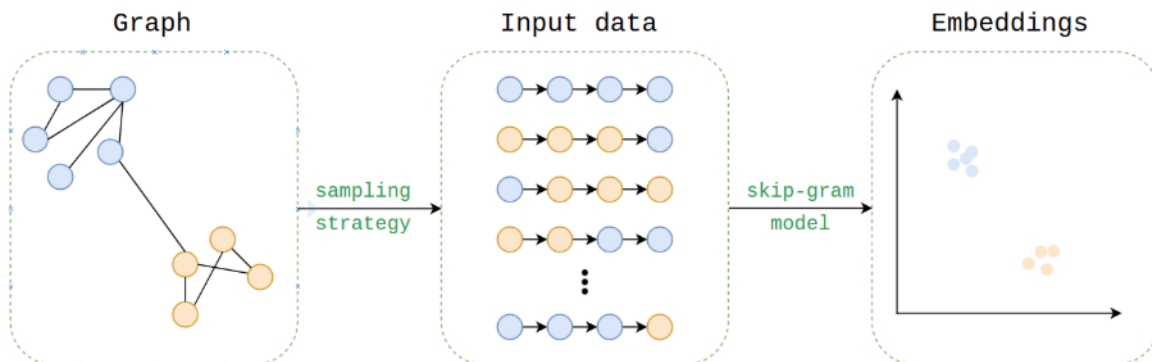 Graph
Input data
Embeddings
sampling
strategy
skip-gram
model